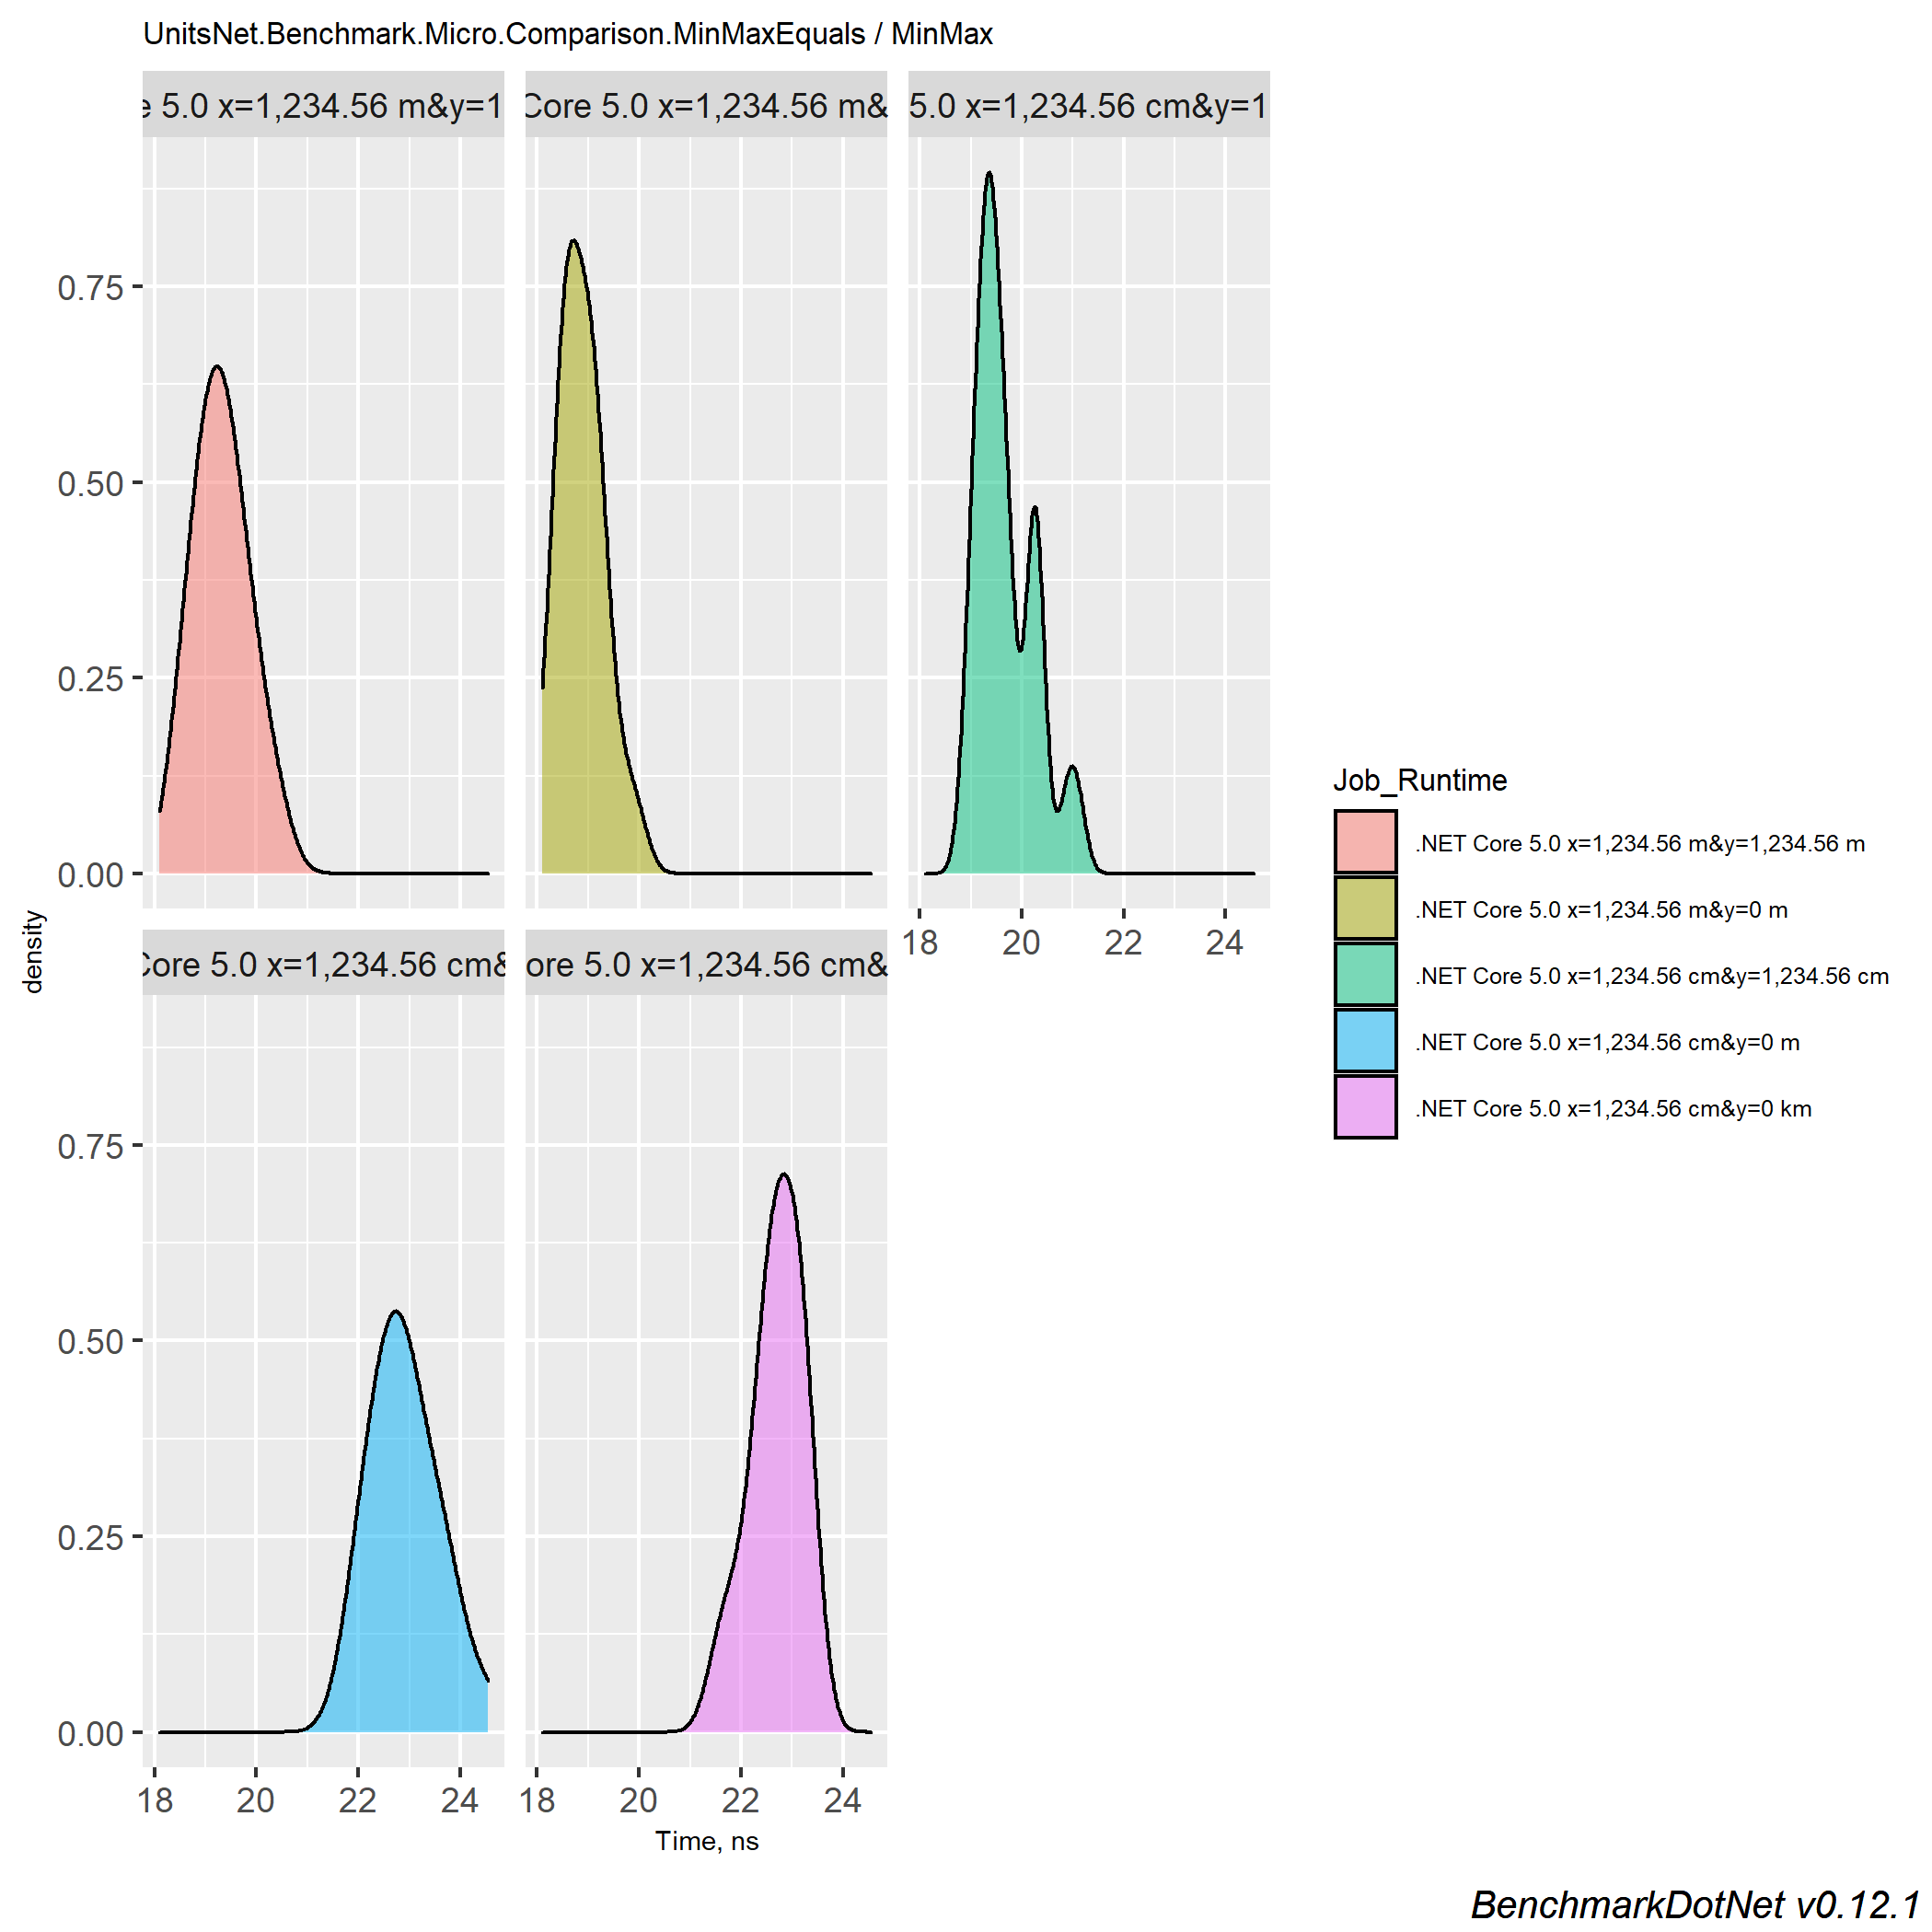 UnitsNet.Benchmark.Micro.Comparison.MinMaxEquals / MinMax
e 5.0 x=1,234.56 m&y=1
Core 5.0 x=1,234.56 m&
5.0 x=1,234.56 cm&y=1
0.75
0.50
0.25
0.00
18 20 22 24
density
Core 5.0 x=1,234.56 cm&
ore 5.0 x=1,234.56 cm&
0.75
0.50
0.25
0.00
18 20 22 24
18 20 22 24
Time, ns
Job_Runtime
.NET Core 5.0 x=1,234.56 m&y=1,234.56 m
.NET Core 5.0 x=1,234.56 m&y=0 m
.NET Core 5.0 x=1,234.56 cm&y=1,234.56 cm
.NET Core 5.0 x=1,234.56 cm&y=0 m
.NET Core 5.0 x=1,234.56 cm&y=0 km
BenchmarkDotNet v0.12.1